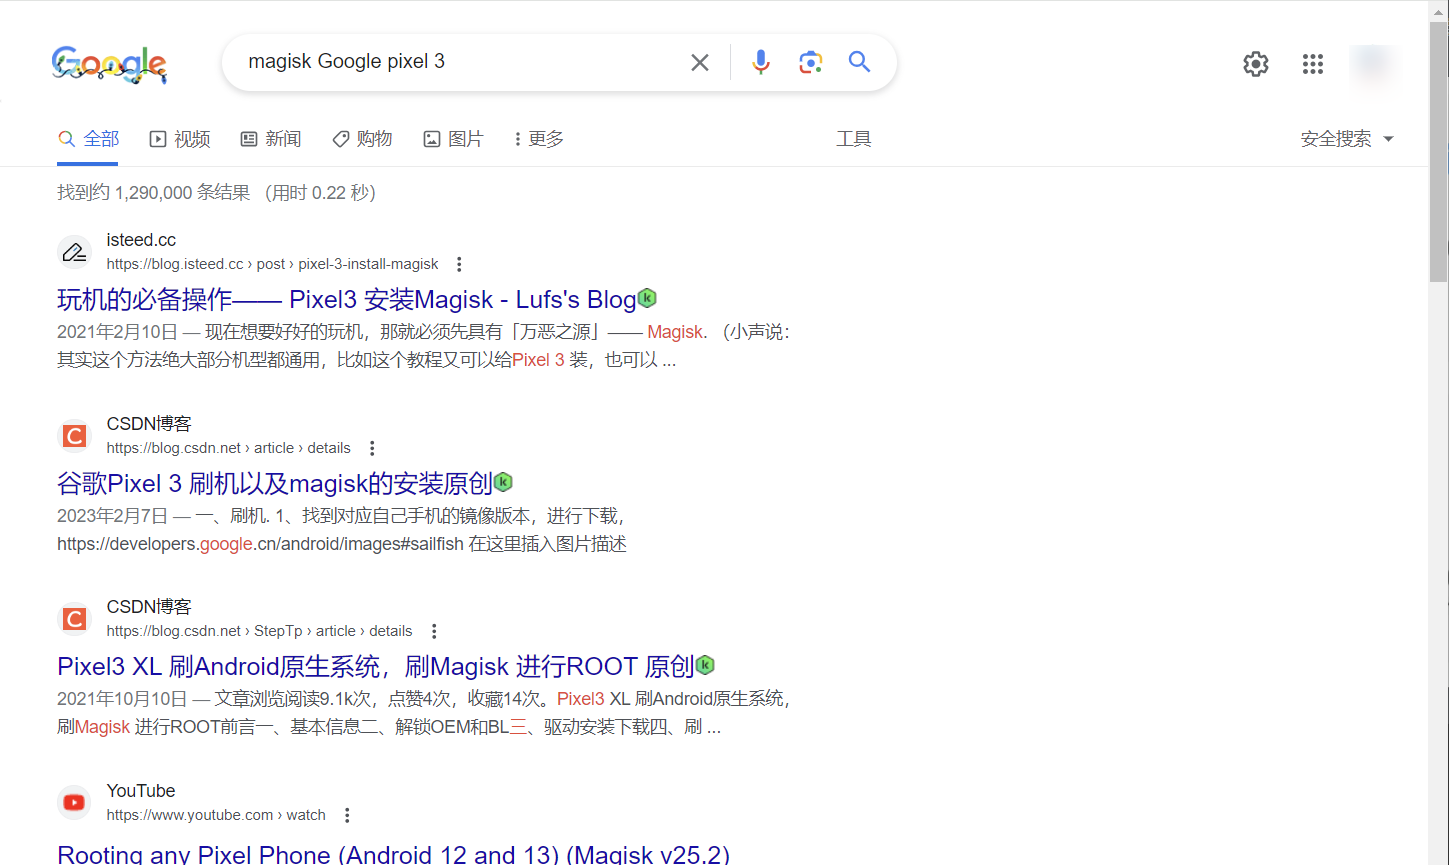 Google
magisk Google pixel 3
全部 视频 新闻 购物 图片 更多 工具 安全搜索
找到约 1,290,000 条结果 （用时 0.22 秒）
isteed.cc
https://blog.isteed.cc › post › pixel-3-install-magisk
玩机的必备操作—— Pixel3 安装Magisk - Lufs's Blog
2021年2月10日 — 现在想要好好的玩机，那就必须先具有「万恶之源」—— Magisk. （小声说：
其实这个方法绝大部分机型都通用，比如这个教程又可以给Pixel 3 装，也可以 ...
CSDN博客
https://blog.csdn.net › article › details
谷歌Pixel 3 刷机以及magisk的安装原创
2023年2月7日 — 一、刷机. 1、找到对应自己手机的镜像版本，进行下载，
https://developers.google.cn/android/images#sailfish 在这里插入图片描述
CSDN博客
https://blog.csdn.net › StepTp › article › details
Pixel3 XL 刷Android原生系统，刷Magisk 进行ROOT 原创
2021年10月10日 — 文章浏览阅读9.1k次，点赞4次，收藏14次。Pixel3 XL 刷Android原生系统，
刷Magisk 进行ROOT前言一、基本信息二、解锁OEM和BL三、驱动安装下载四、刷 ...
YouTube
https://www.youtube.com › watch
Rooting any Pixel Phone (Android 12 and 13) (Magisk v25.2)